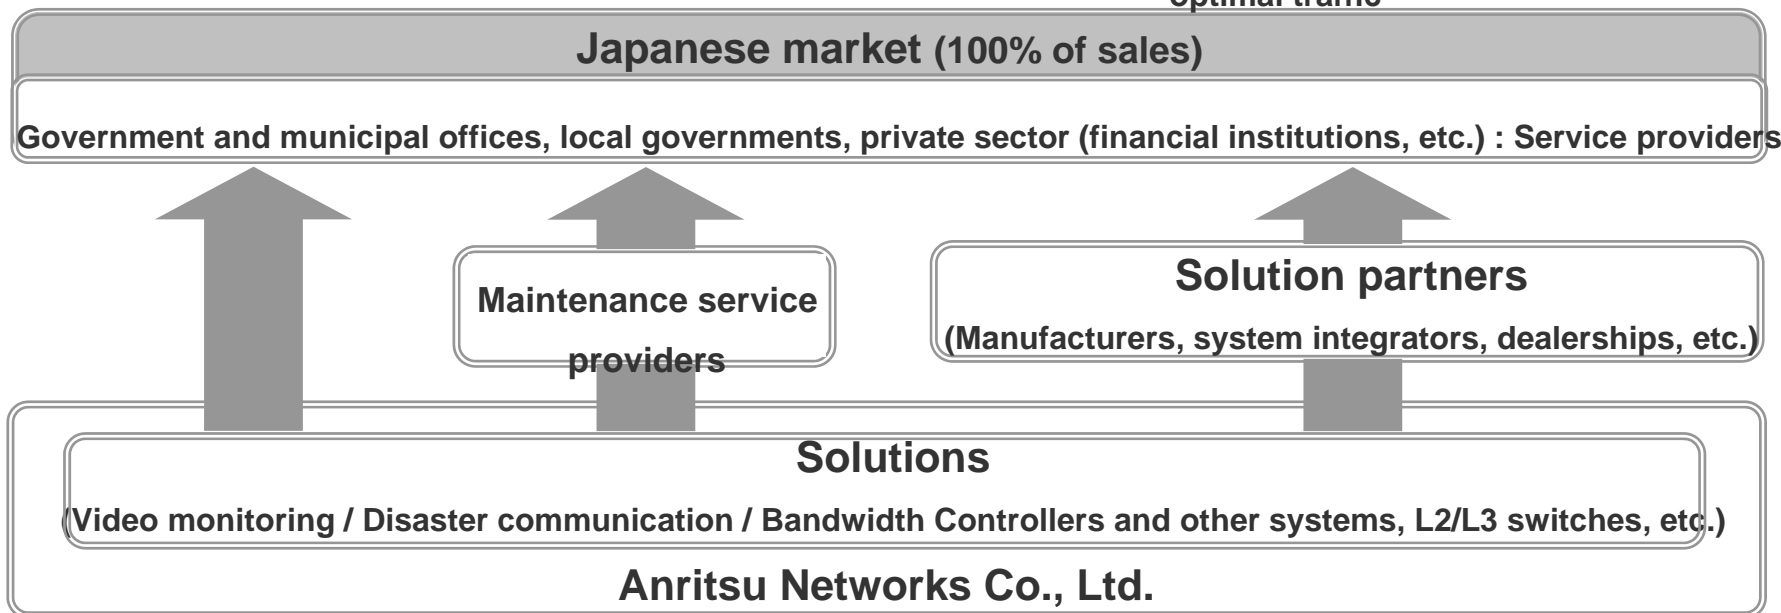 optimal traffic
Japanese market (100% of sales)
Government and municipal offices, local governments, private sector (financial institutions, etc.) : Service providers
Maintenance service
providers
Solution partners
(Manufacturers, system integrators, dealerships, etc.)
Solutions
(Video monitoring / Disaster communication / Bandwidth Controllers and other systems, L2/L3 switches, etc.)
Anritsu Networks Co., Ltd.